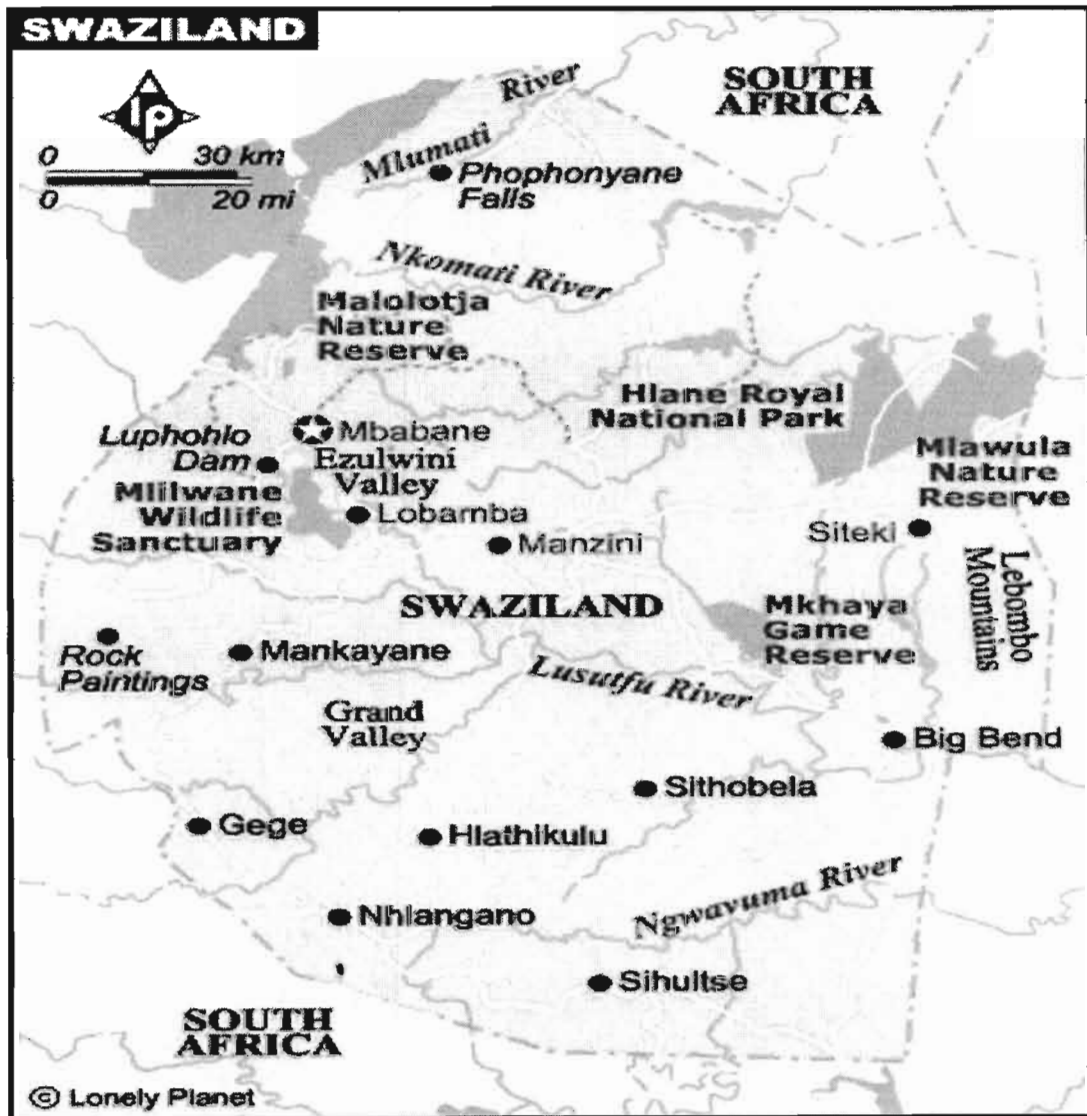 SWAZILAND
lp
SOUTH
AFRICA
River
Mlumati
0 30 km
0 20 mi
Phophonyane
Falls
Nkomati River
Malolotja
Nature
Reserve
Hlane Royal
National Park
Luphohlo
Dam
Mbabane
Ezulwini
Valley
Mlawula
Nature
Reserve
Mlilwane
Wildlife
Sanctuary
Lobamba
Manzini
Siteki
Lebombo
Mountains
SWAZILAND
Mkhaya
Game
Reserve
Rock
Paintings
Mankayane
Lusutfu River
Grand
Valley
Big Bend
Sithobela
Gege
Hlathikulu
Ngwavuma River
Nhlangano
Sihultse
SOUTH
AFRICA
© Lonely Planet